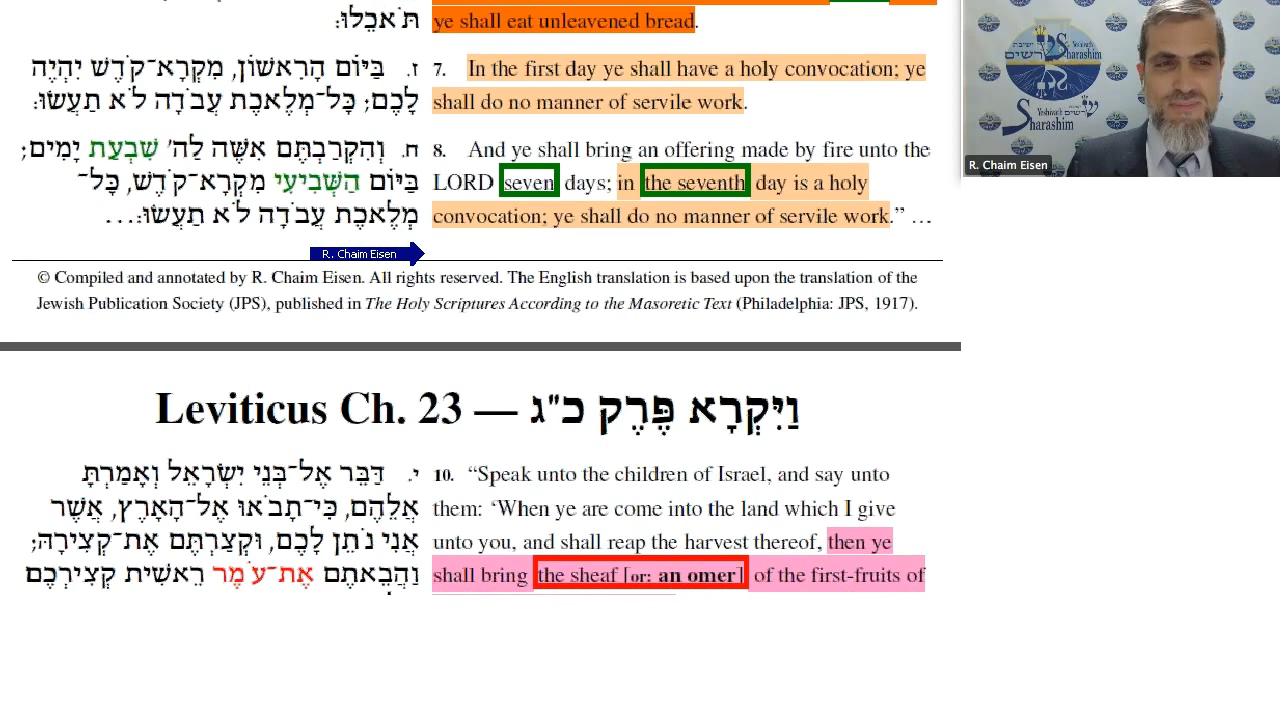 תֹּאכֵלוּ׃
ye shall eat unleavened bread.
ז. בַּיּוֹם הָרִאשׁוֹן, מִקְרָא־קֹדֶשׁ יִהְיֶה
לָכֶם; כָּל־מְלֶאכֶת עֲבֹדָה לֹא תַעֲשׂוּ׃
7. In the first day ye shall have a holy convocation; ye
shall do no manner of servile work.
ח. וְהִקְרַבְתֶּם אִשֶּׁה לַה' שִׁבְעַת יָמִים;
בַּיּוֹם הַשְּׁבִיעִי מִקְרָא־קֹדֶשׁ, כָּל־
מְלֶאכֶת עֲבֹדָה לֹא תַעֲשׂוּ׃...
8. And ye shall bring an offering made by fire unto the
LORD seven days; in the seventh day is a holy
convocation; ye shall do no manner of servile work.” ...
R. Chaim Eisen
© Compiled and annotated by R. Chaim Eisen. All rights reserved. The English translation is based upon the translation of the
Jewish Publication Society (JPS), published in The Holy Scriptures According to the Masoretic Text (Philadelphia: JPS, 1917).
Leviticus Ch. 23 — וַיִּקְרָא פֶּרֶק כ"ג
י. דַּבֵּר אֶל־בְּנֵי יִשְׂרָאֵל וְאָמַרְתָּ
אֲלֵהֶם, כִּי־תָבֹאוּ אֶל־הָאָרֶץ, אֲשֶׁר
אֲנִי נֹתֵן לָכֶם, וּקְצַרְתֶּם אֶת־קְצִירָהּ;
וַהֲבֵאתֶם אֶת־עֹמֶר רֵאשִׁית קְצִירְכֶם
10. “Speak unto the children of Israel, and say unto
them: ‘When ye are come into the land which I give
unto you, and shall reap the harvest thereof, then ye
shall bring the sheaf [or: an omer] of the first-fruits of
ישיבת
שרשים
Yeshivath
Sharashim
Yeshivath
Sharashim
R. Chaim Eisen